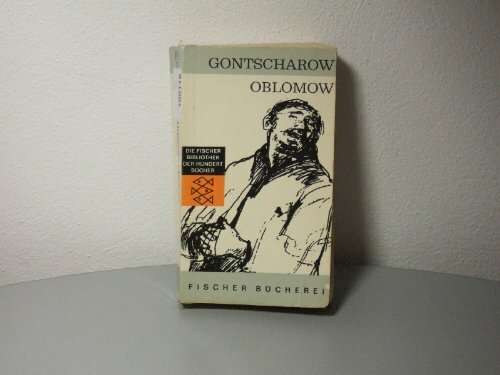 GONTSCHAROW
OBLOMOW
DIE FISCHER
BIBLIOTHEK
DER HUNDERT
BÜCHER
FISCHER BÜCHEREI